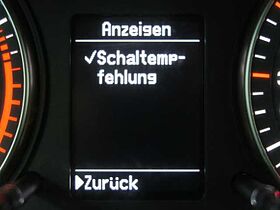 Anzeigen
✓Schaltemp-
fehlung
▶Zurück